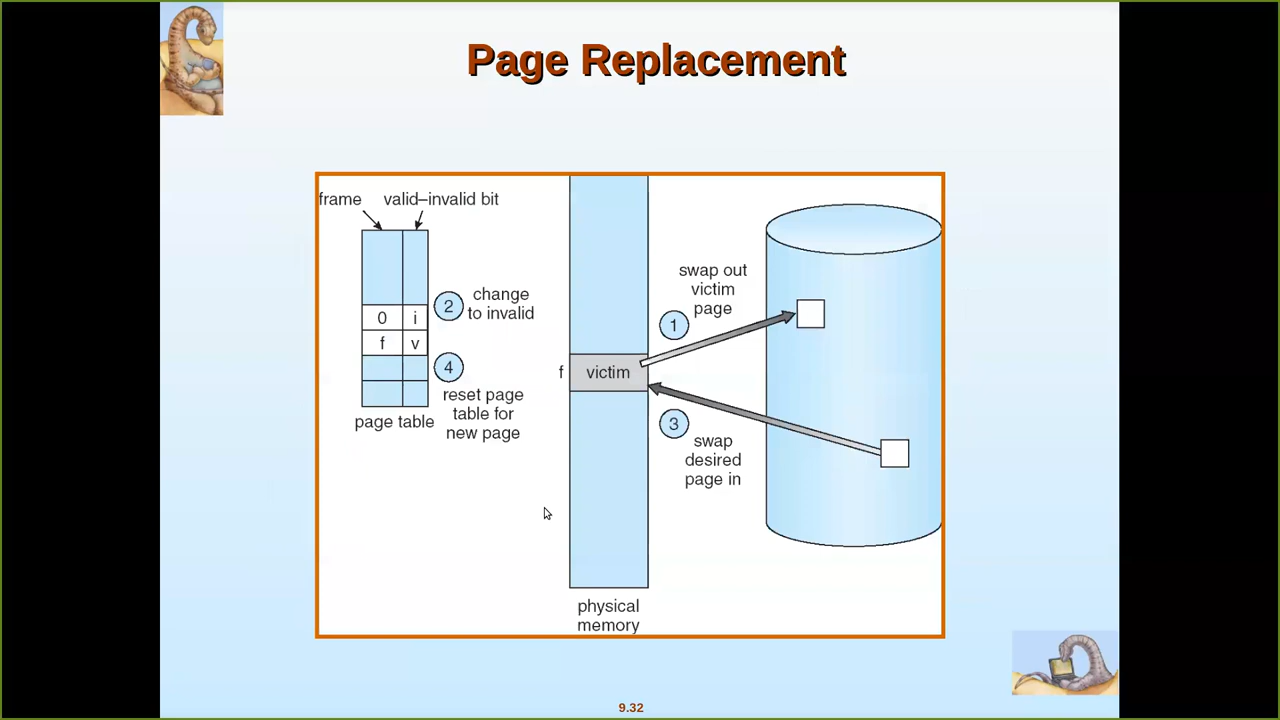 Page Replacement
frame
valid–invalid bit
0 i
f v
2
change
to invalid
4
reset page
table for
new page
page table
f
victim
physical
memory
swap out
victim
page
1
3
swap
desired
page in
9.32